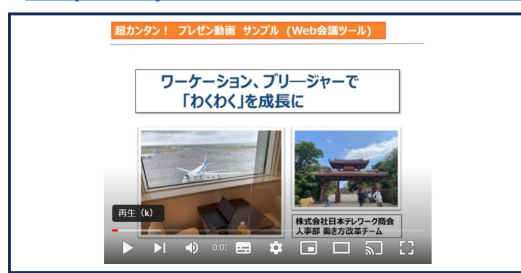 超カンタン！ プレゼン動画 サンプル (Web会議ツール)
ワーケーション、ブリ―ジャーで
「わくわく」を成長に
再生 (k)
株式会社日本テレワーク商会
人事部 働き方改革チーム